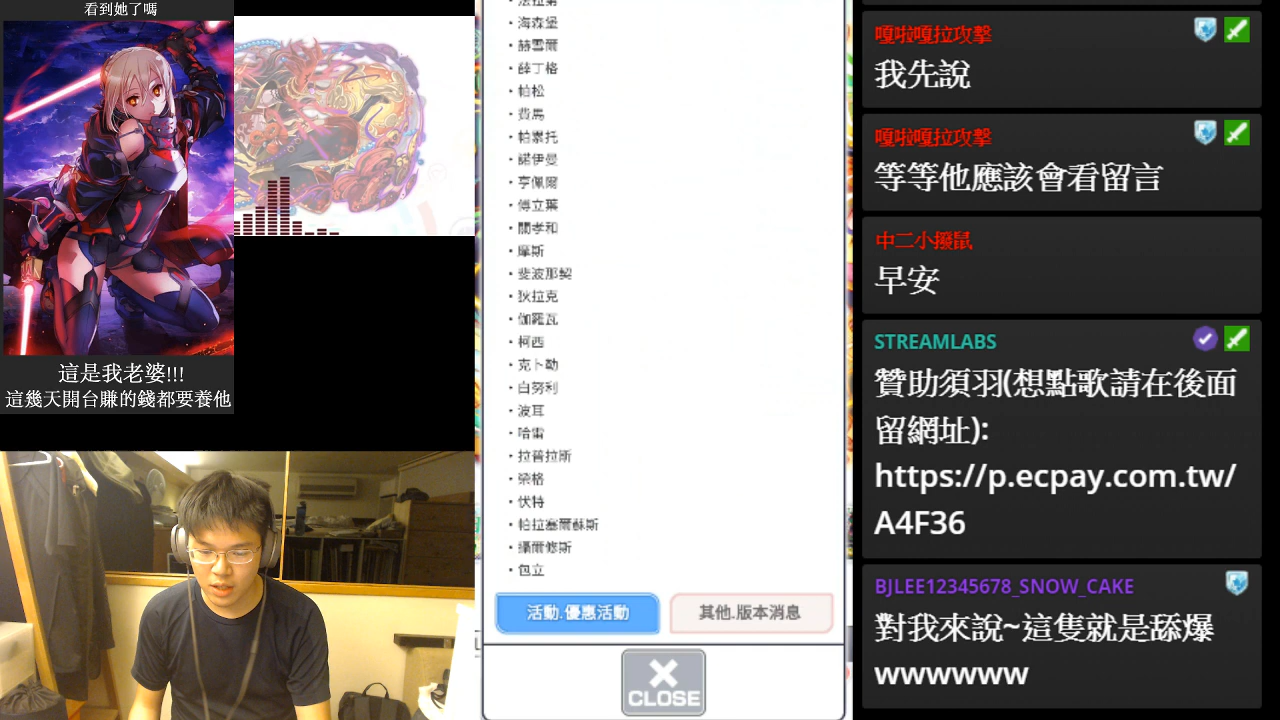 看到她了嗎
這是我老婆!!!
這幾天開台賺的錢都要養他
・法拉第
・海森堡
・赫雪爾
・薛丁格
・帕松
・費馬
・帕累托
・諾伊曼
・亨佩爾
・傅立葉
・關孝和
・摩斯
・斐波那契
・狄拉克
・伽羅瓦
・柯西
・克卜勒
・白努利
・波耳
・哈雷
・拉普拉斯
・榮格
・伏特
・帕拉塞爾蘇斯
・攝爾修斯
・包立
活動.優惠活動
其他.版本消息
CLOSE
嘎啦嘎拉攻擊
我先說
嘎啦嘎拉攻擊
等等他應該會看留言
中二小撥鼠
早安
STREAMLABS
贊助須羽(想點歌請在後面
留網址):
https://p.ecpay.com.tw/
A4F36
BJLEE12345678_SNOW_CAKE
對我來說~這隻就是舔爆
wwwwww